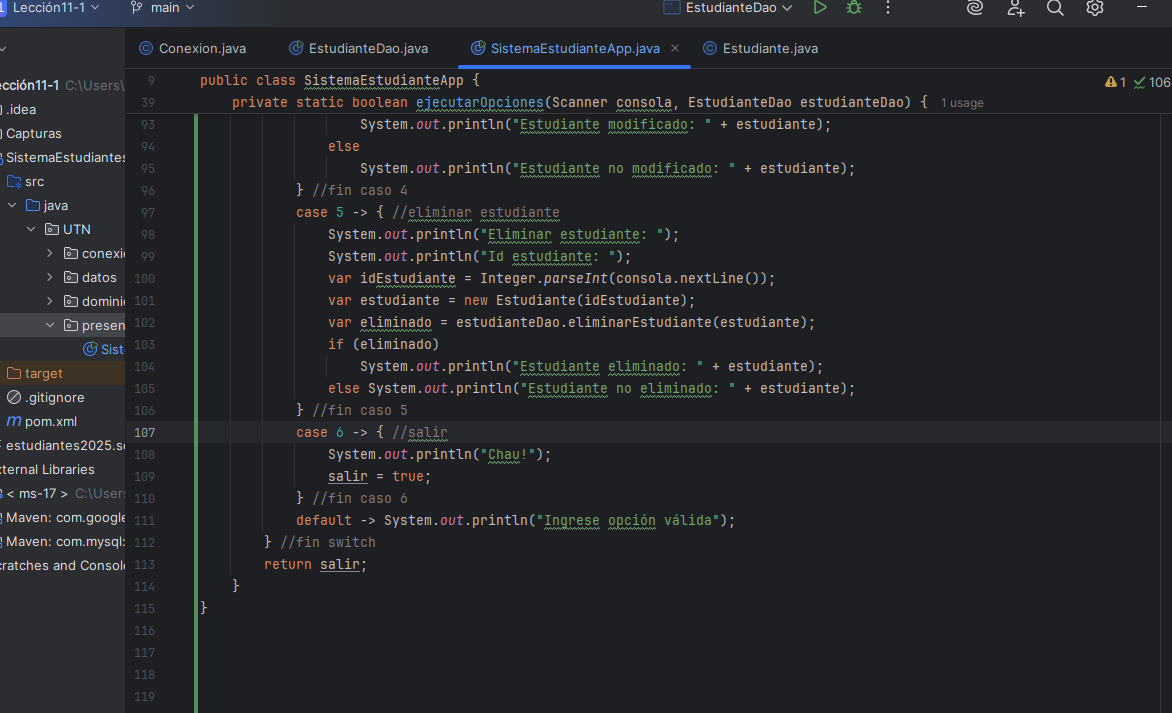 Lección11-1
main
EstudianteDao
Conexion.java
EstudianteDao.java
SistemaEstudianteApp.java
Estudiante.java
cción11-1 C:\Users\
.idea
Capturas
SistemaEstudiantes
src
java
UTN
conexi
datos
dominio
presen
Sist
target
.gitignore
pom.xml
estudiantes2025.s
ternal Libraries
< ms-17 > C:\Users
Maven: com.google
Maven: com.mysql:
cratches and Consol
1 106
9 public class SistemaEstudianteApp {
39 private static boolean ejecutarOpciones(Scanner consola, EstudianteDao estudianteDao) { 1 usage
93 System.out.println("Estudiante modificado: " + estudiante);
94 else
95 System.out.println("Estudiante no modificado: " + estudiante);
96 } //fin caso 4
97 case 5 -> { //eliminar estudiante
98 System.out.println("Eliminar estudiante: ");
99 System.out.println("Id estudiante: ");
100 var idEstudiante = Integer.parseInt(consola.nextLine());
101 var estudiante = new Estudiante(idEstudiante);
102 var eliminado = estudianteDao.eliminarEstudiante(estudiante);
103 if (eliminado)
104 System.out.println("Estudiante eliminado: " + estudiante);
105 else System.out.println("Estudiante no eliminado: " + estudiante);
106 } //fin caso 5
107 case 6 -> { //salir
108 System.out.println("Chau!");
109 salir = true;
110 } //fin caso 6
111 default -> System.out.println("Ingrese opción válida");
112 } //fin switch
113 return salir;
114 }
115 }
116
117
118
119